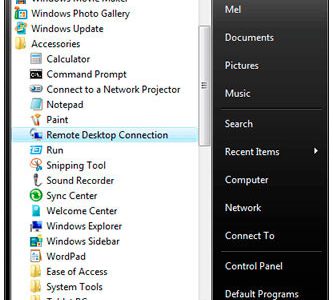 Windows Movie Maker
Windows Photo Gallery
Windows Update
Accessories
Calculator
Command Prompt
Connect to a Network Projector
Notepad
Paint
Remote Desktop Connection
Run
Snipping Tool
Sound Recorder
Sync Center
Welcome Center
Windows Explorer
Windows Sidebar
WordPad
Ease of Access
System Tools
Tablet PC
Mel
Documents
Pictures
Music
Search
Recent Items
Computer
Network
Connect To
Control Panel
Default Programs